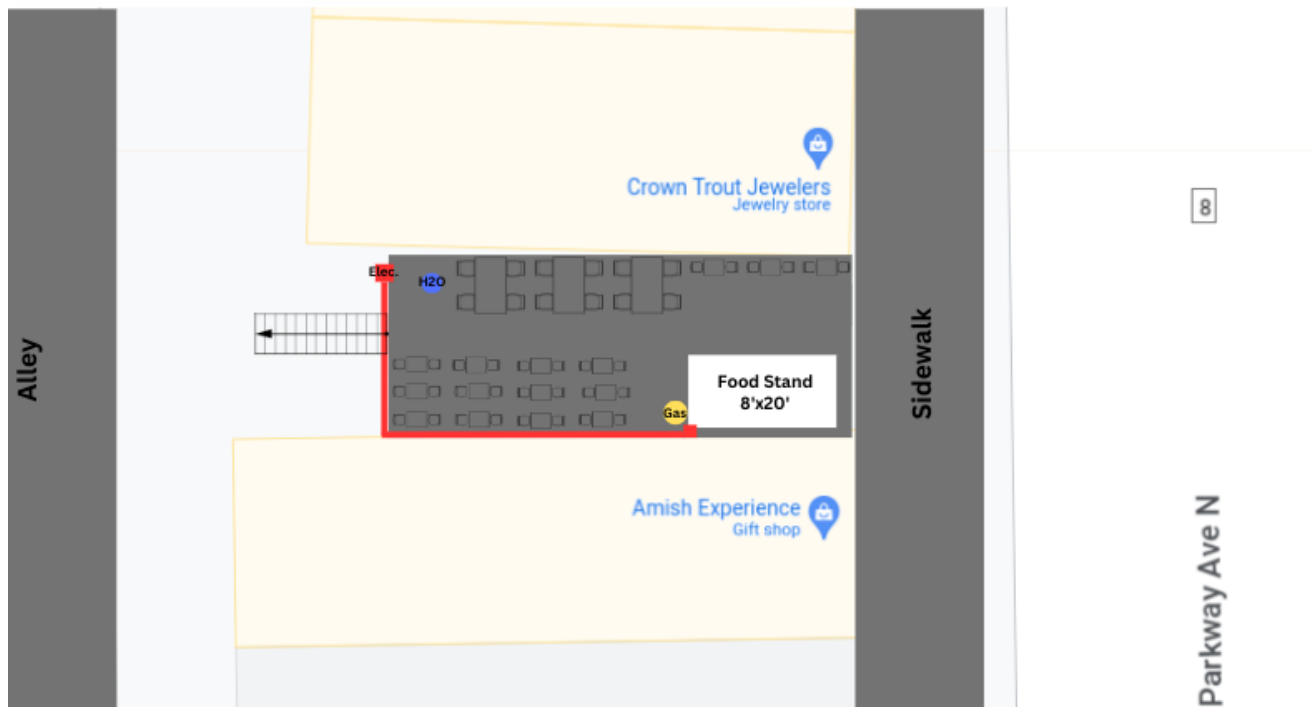 Crown Trout Jewelers
Jewelry store
8
Elec.
H2O
Alley
Sidewalk
Food Stand
8'x20'
Gas
Amish Experience
Gift shop
Parkway Ave N